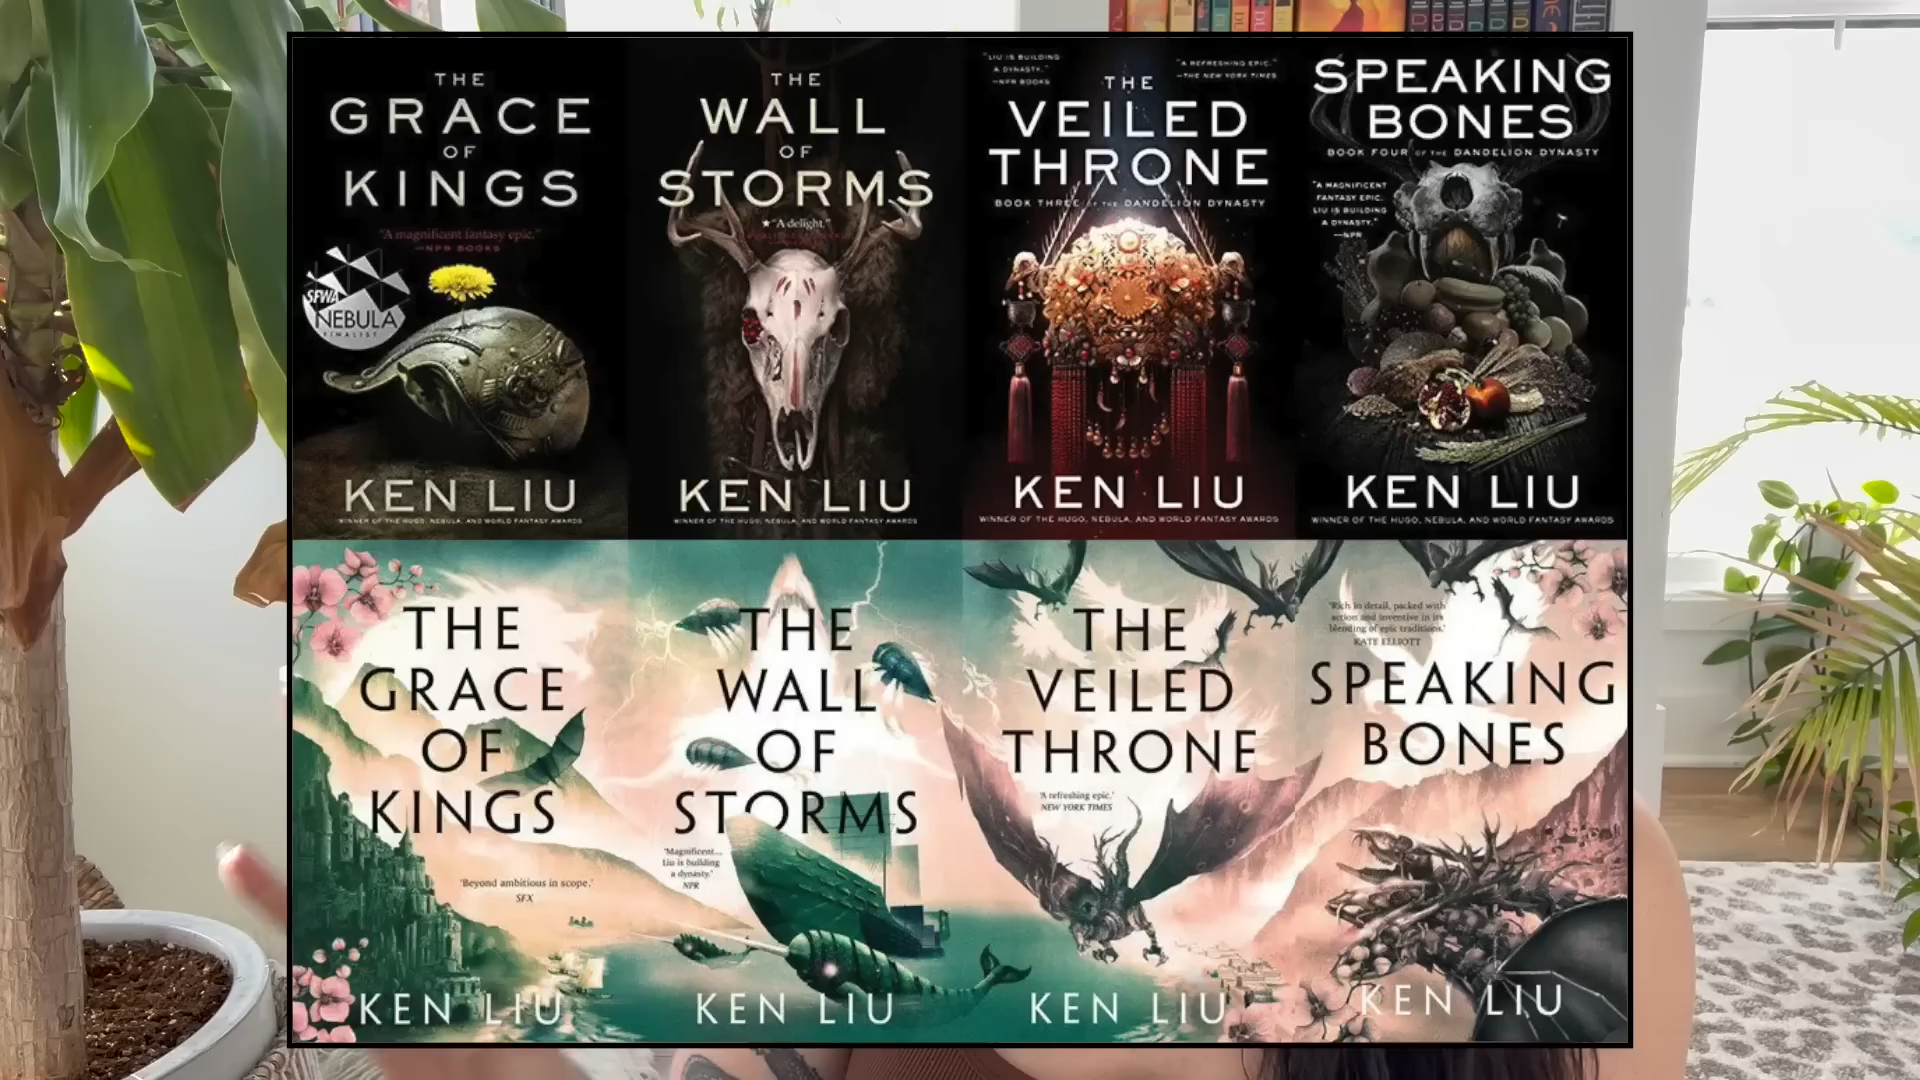 THE
GRACE
OF
KINGS
"A magnificent fantasy epic."
—NPR BOOKS
SFWA
NEBULA
FINALIST
KEN LIU
WINNER OF THE HUGO, NEBULA, AND WORLD FANTASY AWARDS
THE
WALL
OF
STORMS
★"A delight."
KEN LIU
WINNER OF THE HUGO, NEBULA, AND WORLD FANTASY AWARDS
"LIU IS BUILDING
A DYNASTY."
—NPR BOOKS
"A REFRESHING EPIC."
—THE NEW YORK TIMES
THE
VEILED
THRONE
BOOK THREE OF THE DANDELION DYNASTY
KEN LIU
WINNER OF THE HUGO, NEBULA, AND WORLD FANTASY AWARDS
SPEAKING
BONES
BOOK FOUR OF THE DANDELION DYNASTY
"A MAGNIFICENT
FANTASY EPIC.
LIU IS BUILDING
A DYNASTY."
—NPR
KEN LIU
WINNER OF THE HUGO, NEBULA, AND WORLD FANTASY AWARDS
THE
GRACE
OF
KINGS
'Beyond ambitious in scope.'
SFX
KEN LIU
THE
WALL
OF
STORMS
'Magnificent...
Liu is building
a dynasty.'
NPR
KEN LIU
THE
VEILED
THRONE
'A refreshing epic.'
NEW YORK TIMES
KEN LIU
'Rich in detail, packed with
action and inventive in its
blending of epic traditions.'
KATE ELLIOTT
SPEAKING
BONES
KEN LIU